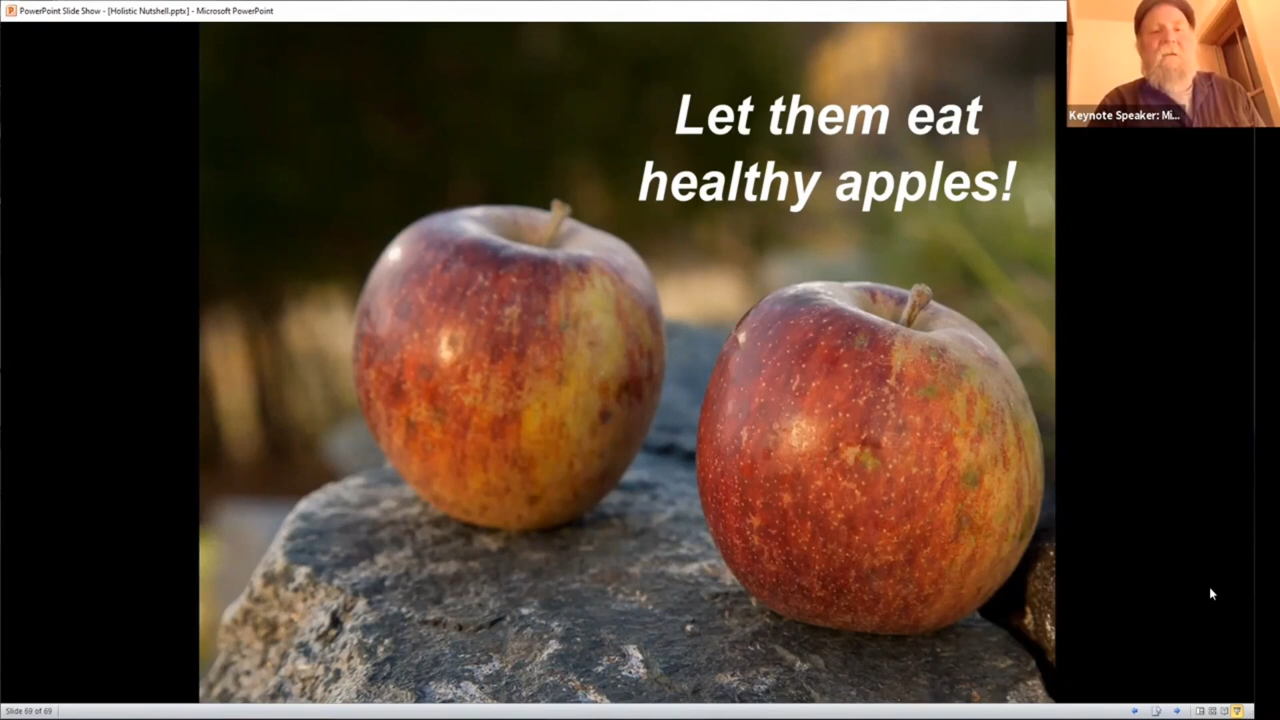 PowerPoint Slide Show - [Holistic Nutshell.pptx] - Microsoft PowerPoint
Let them eat
healthy apples!
Keynote Speaker: Mi...
Slide 69 of 69